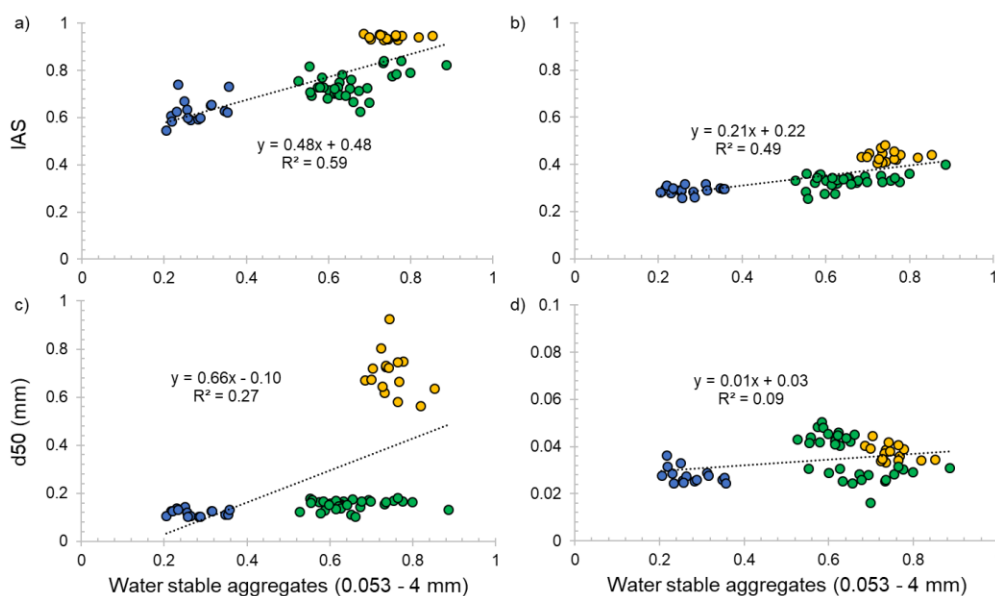 a)
1
0.8
0.6
0.4
0.2
0
IAS
y = 0.48x + 0.48
R² = 0.59
0 0.2 0.4 0.6 0.8 1
b)
1
0.8
0.6
0.4
0.2
0
y = 0.21x + 0.22
R² = 0.49
0 0.2 0.4 0.6 0.8 1
c)
1
0.8
0.6
0.4
0.2
0
d50 (mm)
y = 0.66x - 0.10
R² = 0.27
0 0.2 0.4 0.6 0.8 1
Water stable aggregates (0.053 - 4 mm)
d)
0.1
0.08
0.06
0.04
0.02
0
y = 0.01x + 0.03
R² = 0.09
0 0.2 0.4 0.6 0.8 1
Water stable aggregates (0.053 - 4 mm)